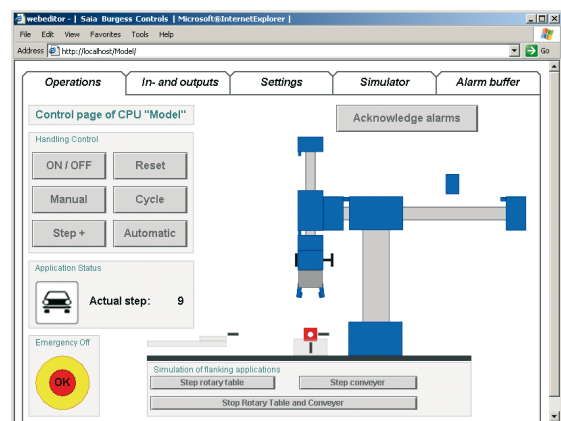 webeditor - | Saia Burgess Controls | Microsoft®InternetExplorer |
File Edit View Favorites Tools Help
Address http://localhost/Model/ Go
Operations In- and outputs Settings Simulator Alarm buffer
Control page of CPU "Model"
Acknowledge alarms
Handling Control
ON / OFF Reset
Manual Cycle
Step + Automatic
Application Status
Actual step: 9
Emergency Off
OK
Simulation of flanking applications
Step rotary table Step conveyer
Stop Rotary Table and Conveyer